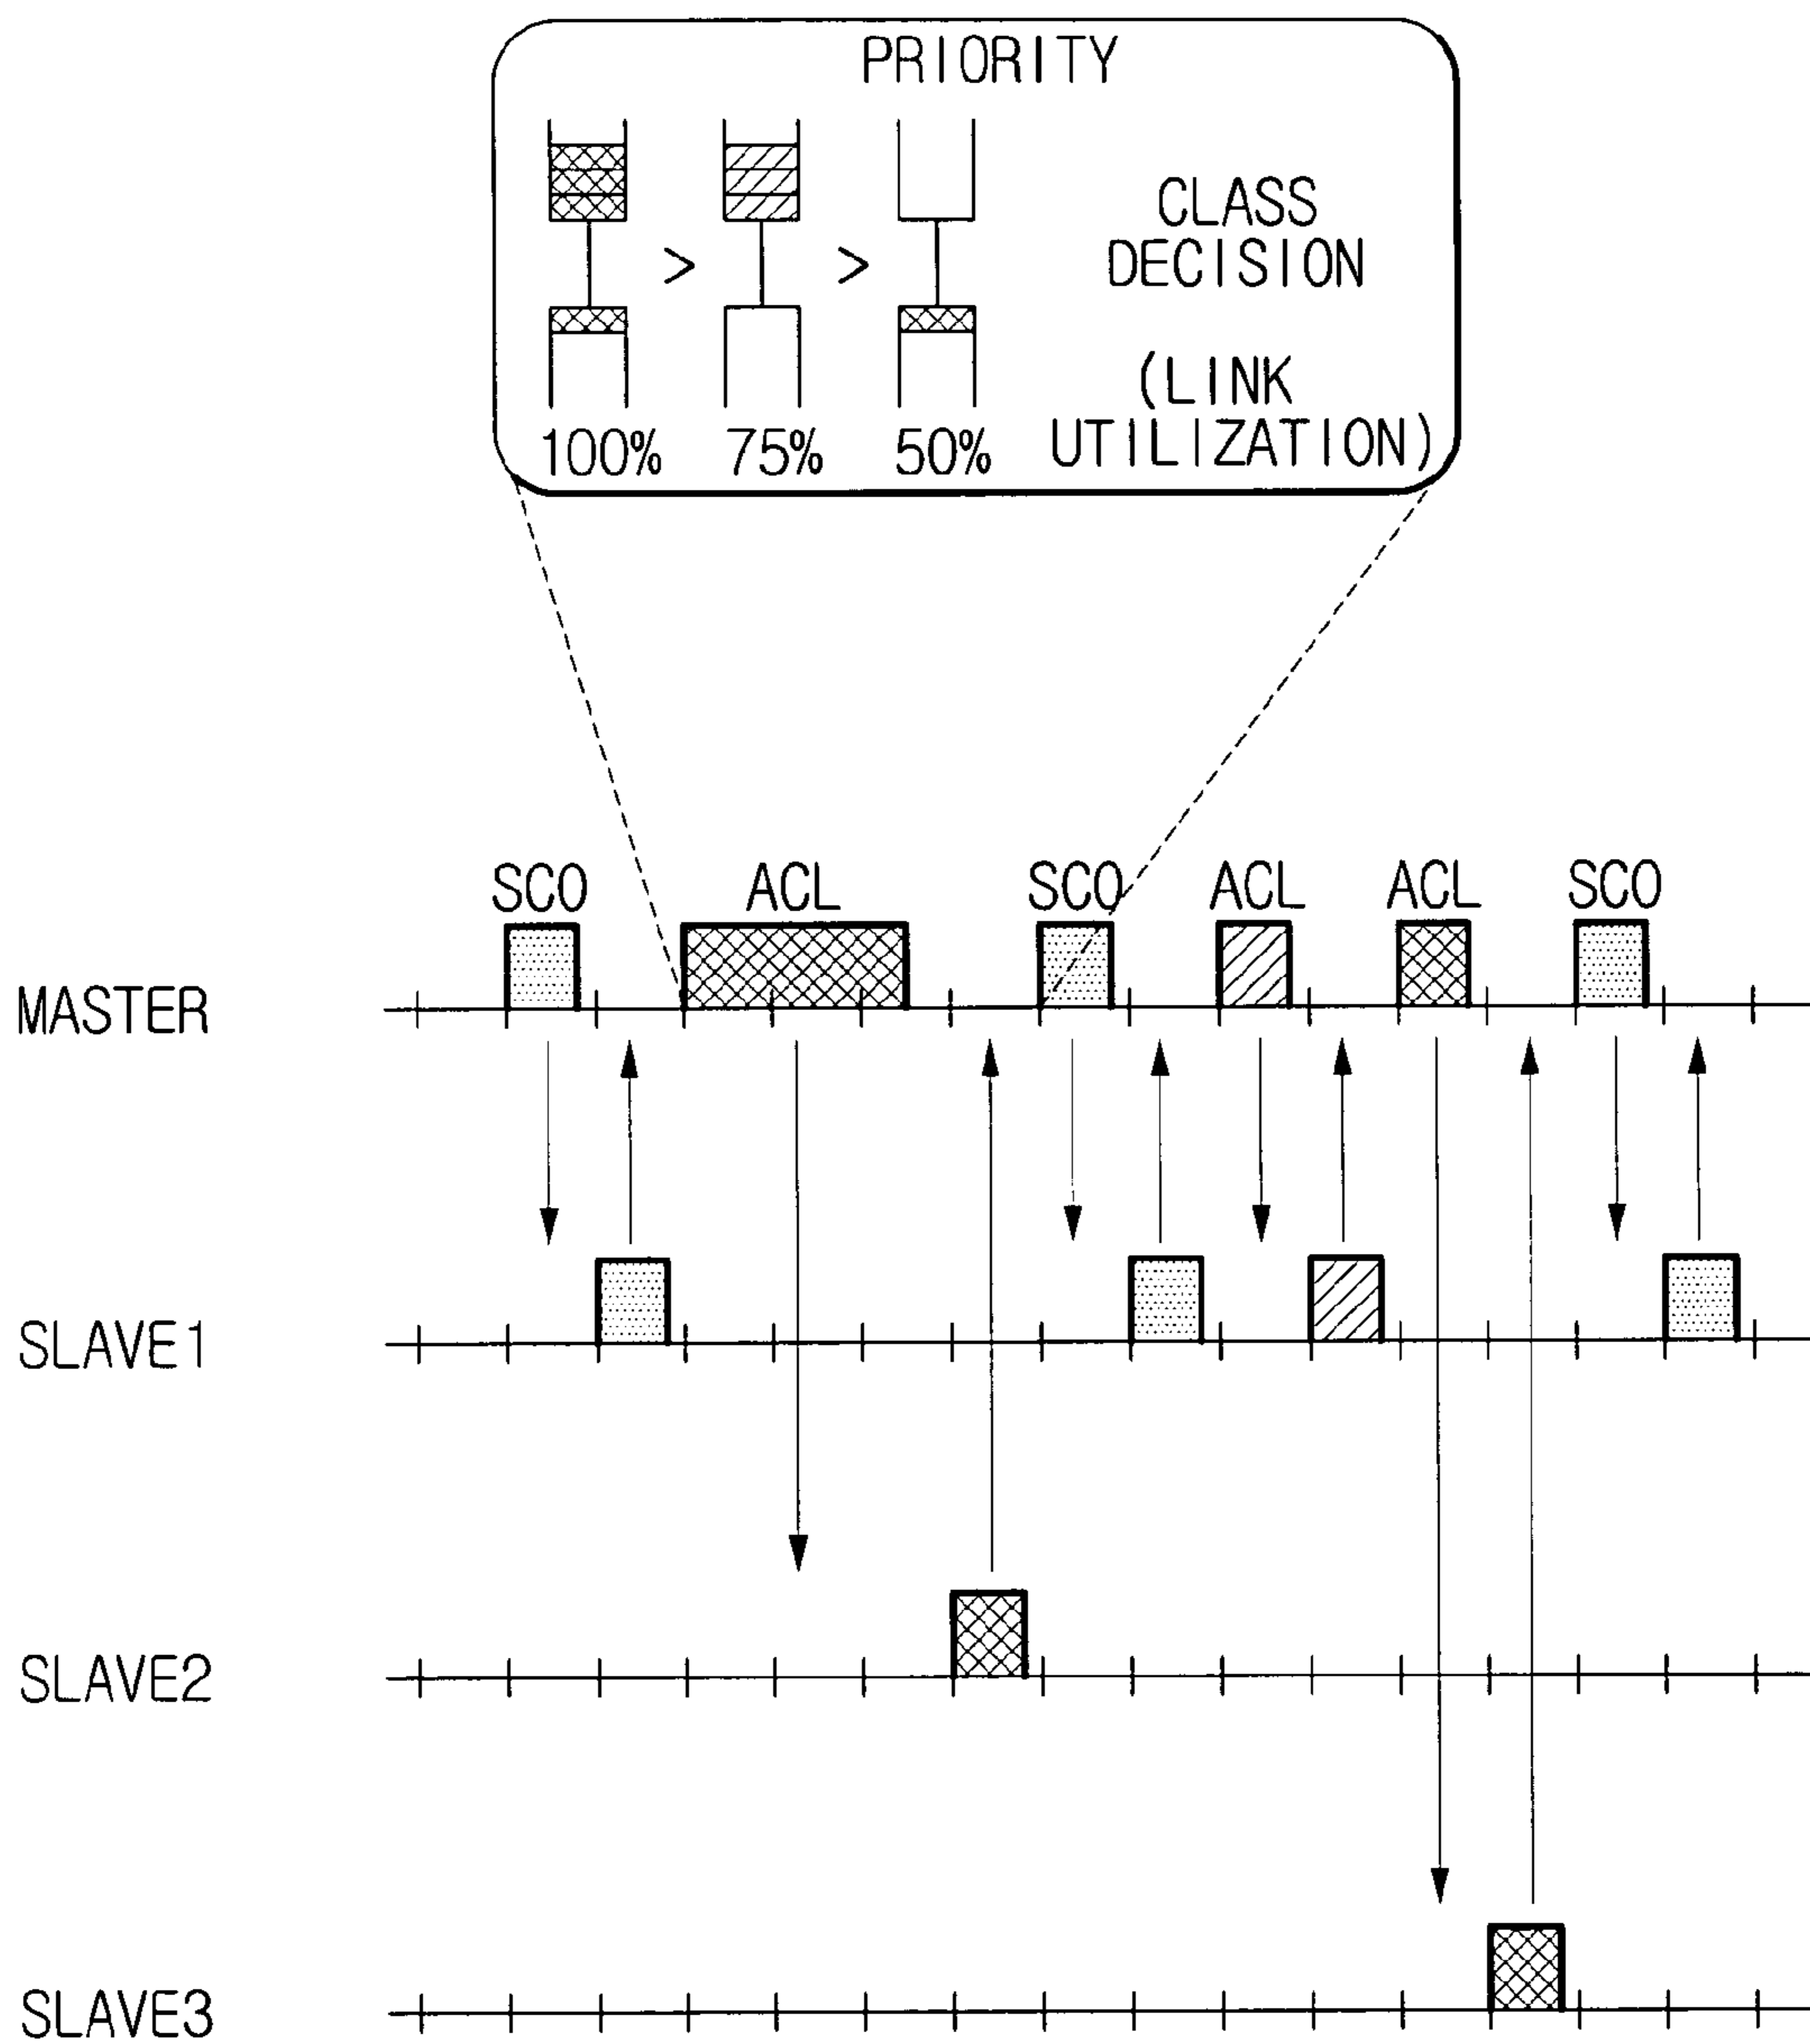 PRIORITY
CLASS
DECISION
(LINK
UTILIZATION)
100% 75% 50%
> >
SCO ACL SCO ACL ACL SCO
MASTER
SLAVE1
SLAVE2
SLAVE3